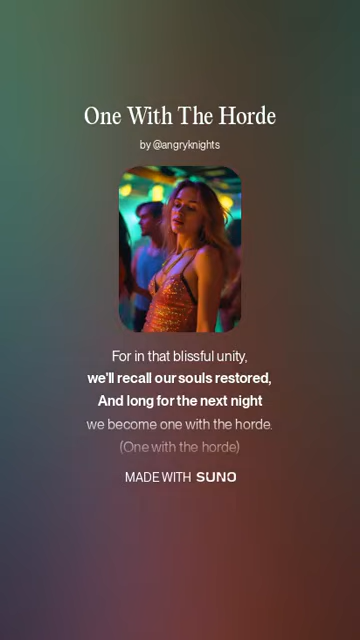 One With The Horde
by @angryknights
For in that blissful unity,
we'll recall our souls restored,
And long for the next night
we become one with the horde.
(One with the horde)
MADE WITH SUNO